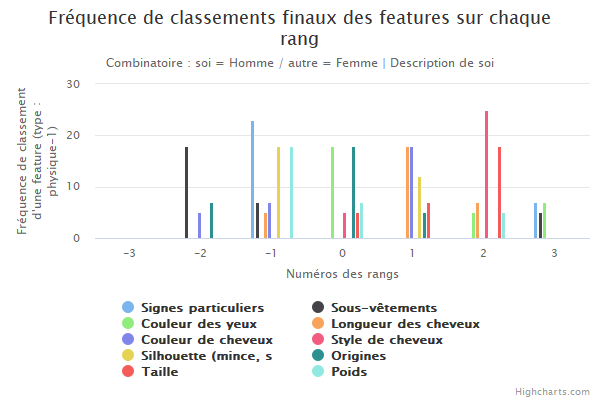 Fréquence de classements finaux des features sur chaque
rang
Combinatoire : soi = Homme / autre = Femme | Description de soi
Fréquence de classement
d'une feature (type :
physique-1)
30
20
10
0
-3 -2 -1 0 1 2 3
Numéros des rangs
Signes particuliers Sous-vêtements
Couleur des yeux Longueur des cheveux
Couleur de cheveux Style de cheveux
Silhouette (mince, s Origines
Taille Poids
Highcharts.com